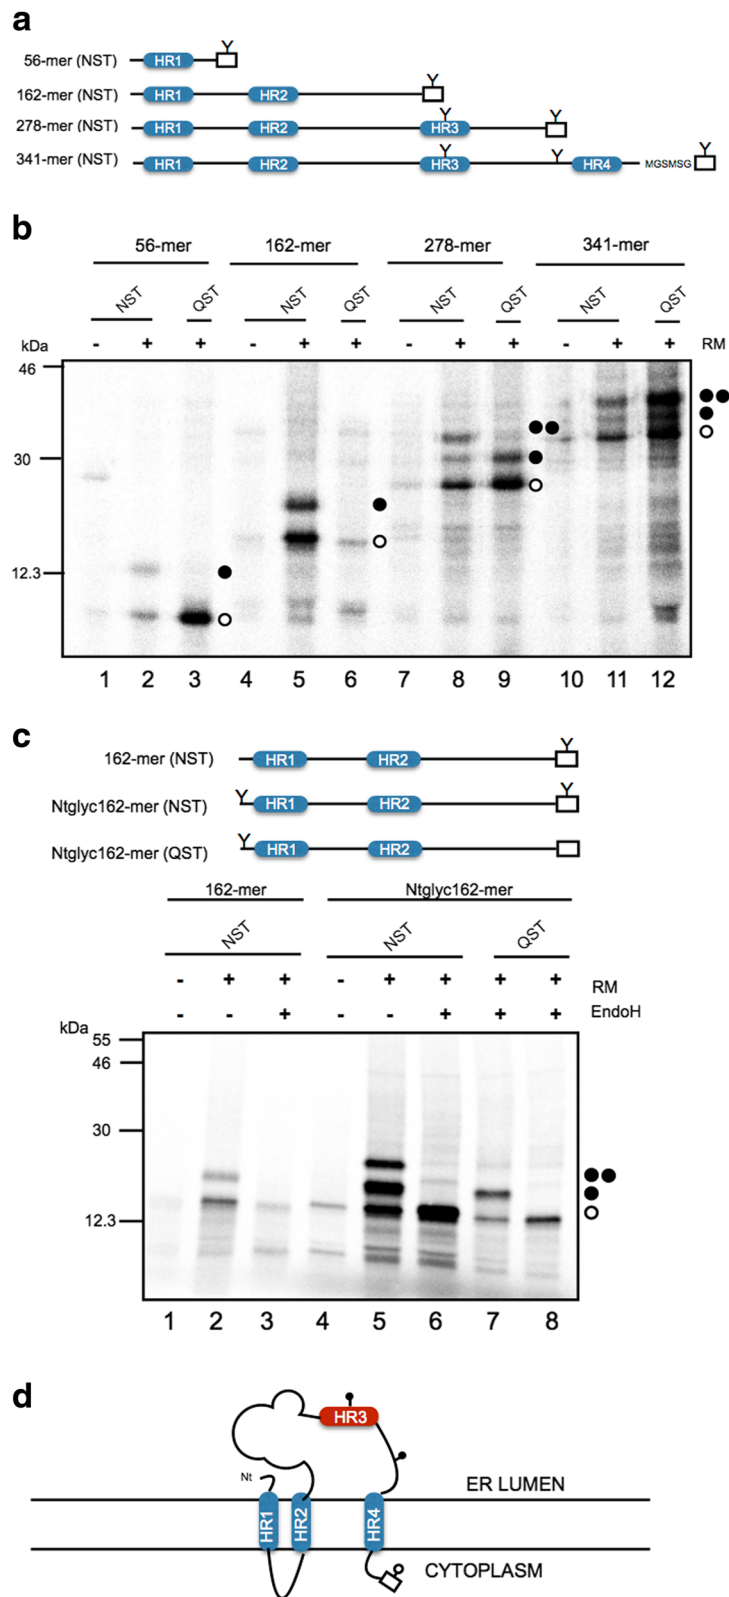 a
Y
56-mer (NST) HR1
Y
162-mer (NST) HR1 HR2
Y Y
278-mer (NST) HR1 HR2 HR3
Y Y Y
341-mer (NST) HR1 HR2 HR3 HR4 MGSMSG
b
56-mer 162-mer 278-mer 341-mer
NST QST NST QST NST QST NST QST
kDa - + + - + + - + + - + + RM
46
30
12.3
1 2 3 4 5 6 7 8 9 10 11 12
c
Y
162-mer (NST) HR1 HR2
Y Y
Ntglyc162-mer (NST) HR1 HR2
Y
Ntglyc162-mer (QST) HR1 HR2
162-mer Ntglyc162-mer
NST NST QST
- + + - + + + + RM
- - + - - + + + EndoH
kDa
55
46
30
12.3
1 2 3 4 5 6 7 8
d
HR3
Nt
ER LUMEN
HR1 HR2 HR4
CYTOPLASM